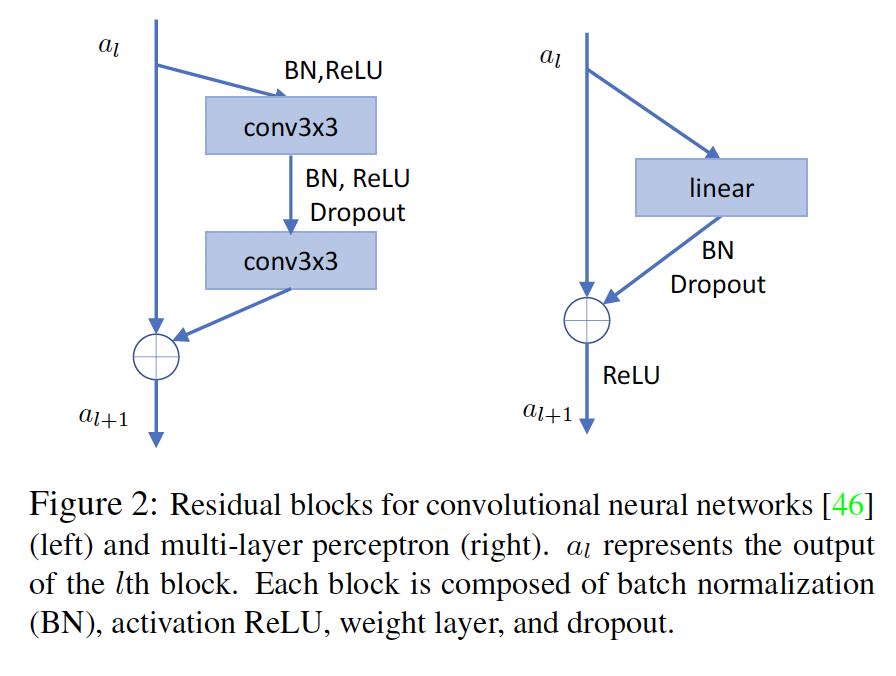 a_l
BN,ReLU
conv3x3
BN, ReLU
Dropout
conv3x3
a_{l+1}
a_l
linear
BN
Dropout
ReLU
a_{l+1}
Figure 2: Residual blocks for convolutional neural networks [46]
(left) and multi-layer perceptron (right). a_l represents the output
of the lth block. Each block is composed of batch normalization
(BN), activation ReLU, weight layer, and dropout.